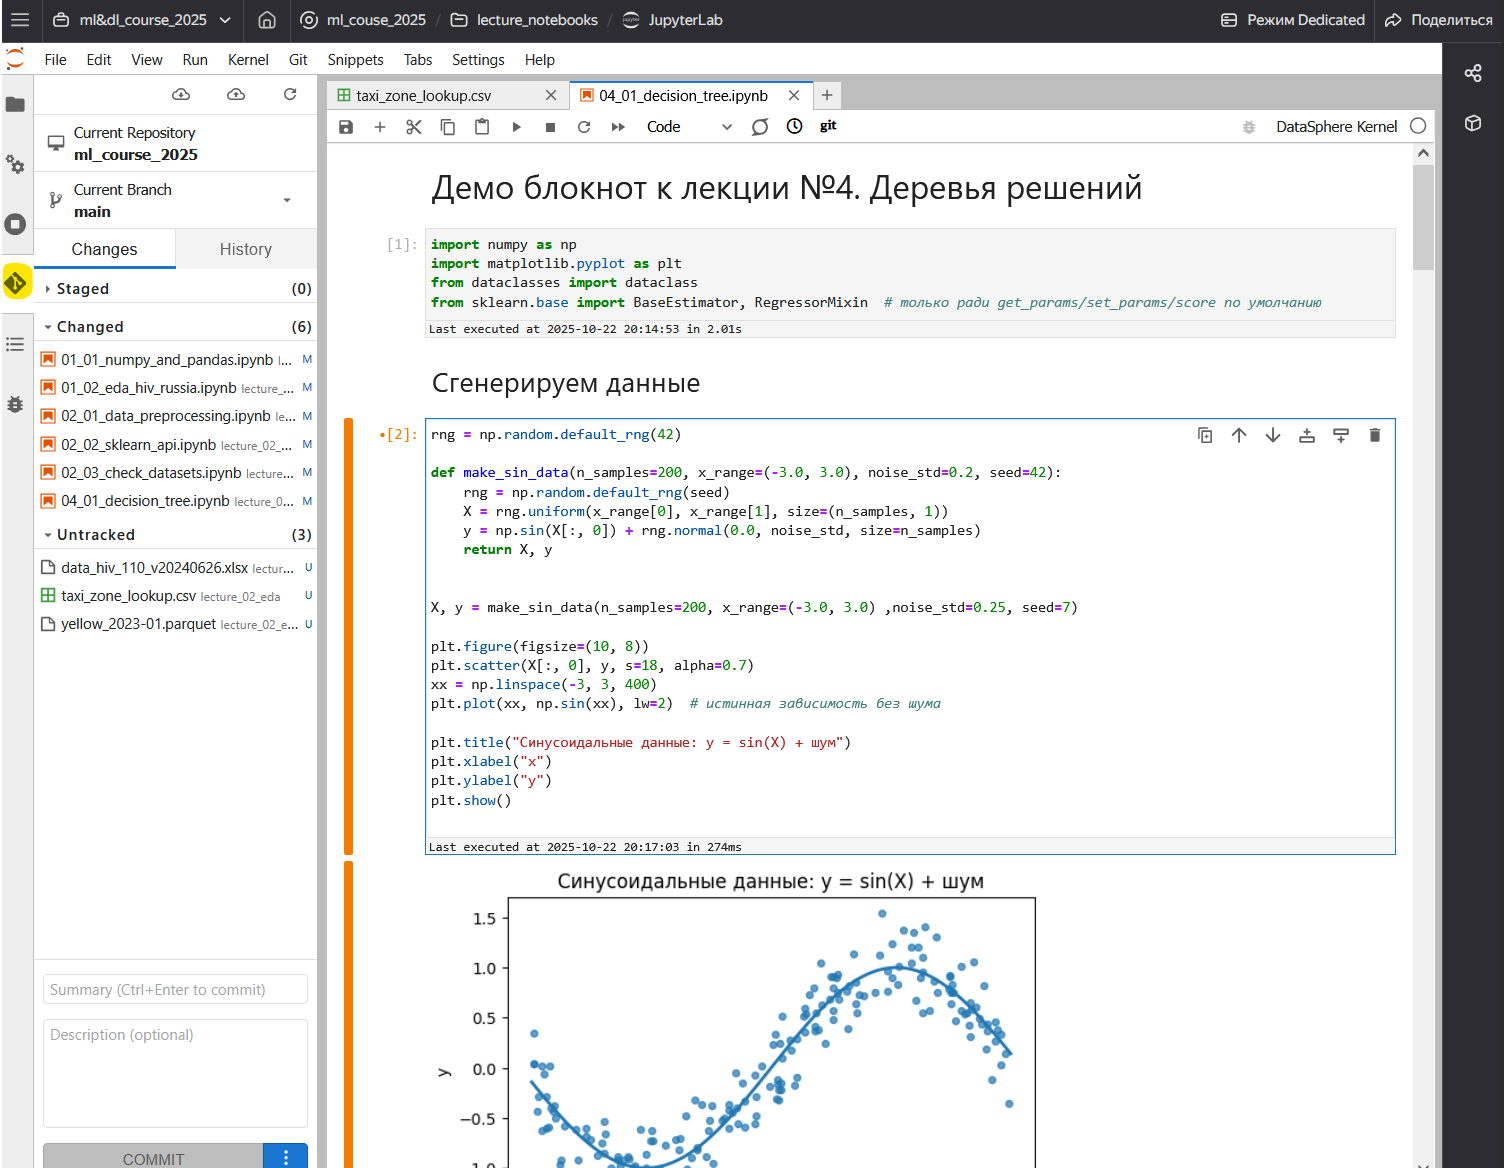 ml&dl_course_2025
ml_couse_2025 / lecture_notebooks / JupyterLab
Режим Dedicated
Поделиться
File Edit View Run Kernel Git Snippets Tabs Settings Help
Current Repository
ml_course_2025
Current Branch
main
Changes History
Staged (0)
Changed (6)
01_01_numpy_and_pandas.ipynb l... M
01_02_eda_hiv_russia.ipynb lecture_... M
02_01_data_preprocessing.ipynb le... M
02_02_sklearn_api.ipynb lecture_02_... M
02_03_check_datasets.ipynb lecture... M
04_01_decision_tree.ipynb lecture_0... M
Untracked (3)
data_hiv_110_v20240626.xlsx lectur... U
taxi_zone_lookup.csv lecture_02_eda U
yellow_2023-01.parquet lecture_02_e... U
Summary (Ctrl+Enter to commit)
Description (optional)
COMMIT
taxi_zone_lookup.csv
04_01_decision_tree.ipynb
Code
git
DataSphere Kernel
Демо блокнот к лекции №4. Деревья решений
[1]:
import numpy as np
import matplotlib.pyplot as plt
from dataclasses import dataclass
from sklearn.base import BaseEstimator, RegressorMixin  # только ради get_params/set_params/score по умолчанию
Last executed at 2025-10-22 20:14:53 in 2.01s
Сгенерируем данные
•[2]:
rng = np.random.default_rng(42)
def make_sin_data(n_samples=200, x_range=(-3.0, 3.0), noise_std=0.2, seed=42):
    rng = np.random.default_rng(seed)
    X = rng.uniform(x_range[0], x_range[1], size=(n_samples, 1))
    y = np.sin(X[:, 0]) + rng.normal(0.0, noise_std, size=n_samples)
    return X, y
X, y = make_sin_data(n_samples=200, x_range=(-3.0, 3.0) ,noise_std=0.25, seed=7)
plt.figure(figsize=(10, 8))
plt.scatter(X[:, 0], y, s=18, alpha=0.7)
xx = np.linspace(-3, 3, 400)
plt.plot(xx, np.sin(xx), lw=2)  # истинная зависимость без шума
plt.title("Синусоидальные данные: y = sin(X) + шум")
plt.xlabel("x")
plt.ylabel("y")
plt.show()
Last executed at 2025-10-22 20:17:03 in 274ms
Синусоидальные данные: y = sin(X) + шум
1.5
1.0
0.5
0.0
y
−0.5